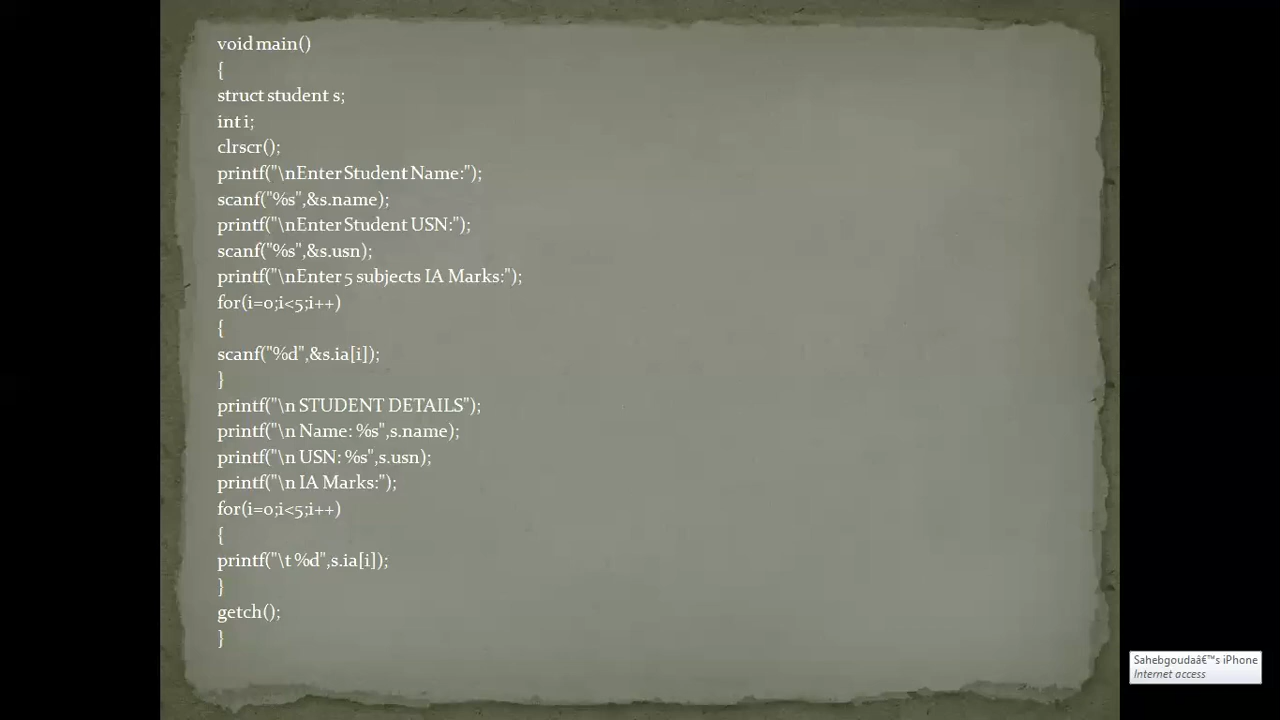 void main()
{
struct student s;
int i;
clrscr();
printf("\nEnter Student Name:");
scanf("%s",&s.name);
printf("\nEnter Student USN:");
scanf("%s",&s.usn);
printf("\nEnter 5 subjects IA Marks:");
for(i=0;i<5;i++)
{
scanf("%d",&s.ia[i]);
}
printf("\n STUDENT DETAILS");
printf("\n Name: %s",s.name);
printf("\n USN: %s",s.usn);
printf("\n IA Marks:");
for(i=0;i<5;i++)
{
printf("\t %d",s.ia[i]);
}
getch();
}
Sahebgoudaâ€™s iPhone
Internet access